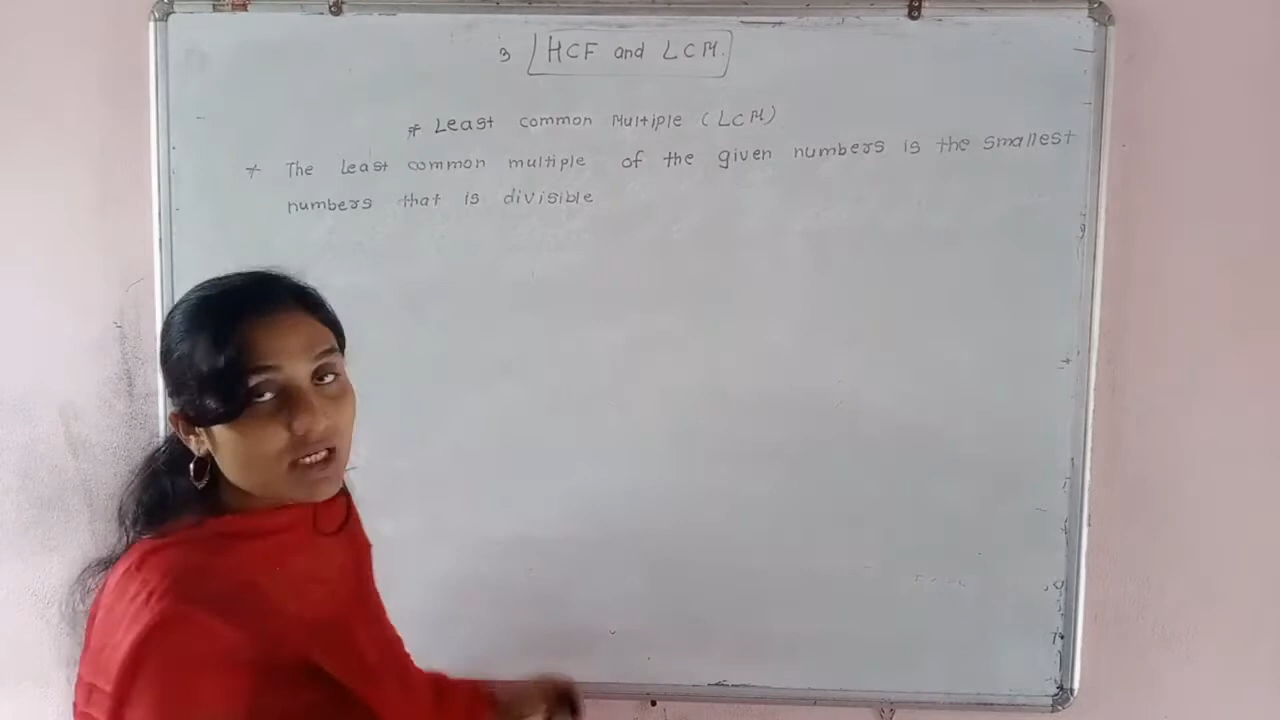 3 HCF and LCM.
* Least common Multiple (LCM)
* The least common multiple of the given numbers is the smallest
numbers that is divisible